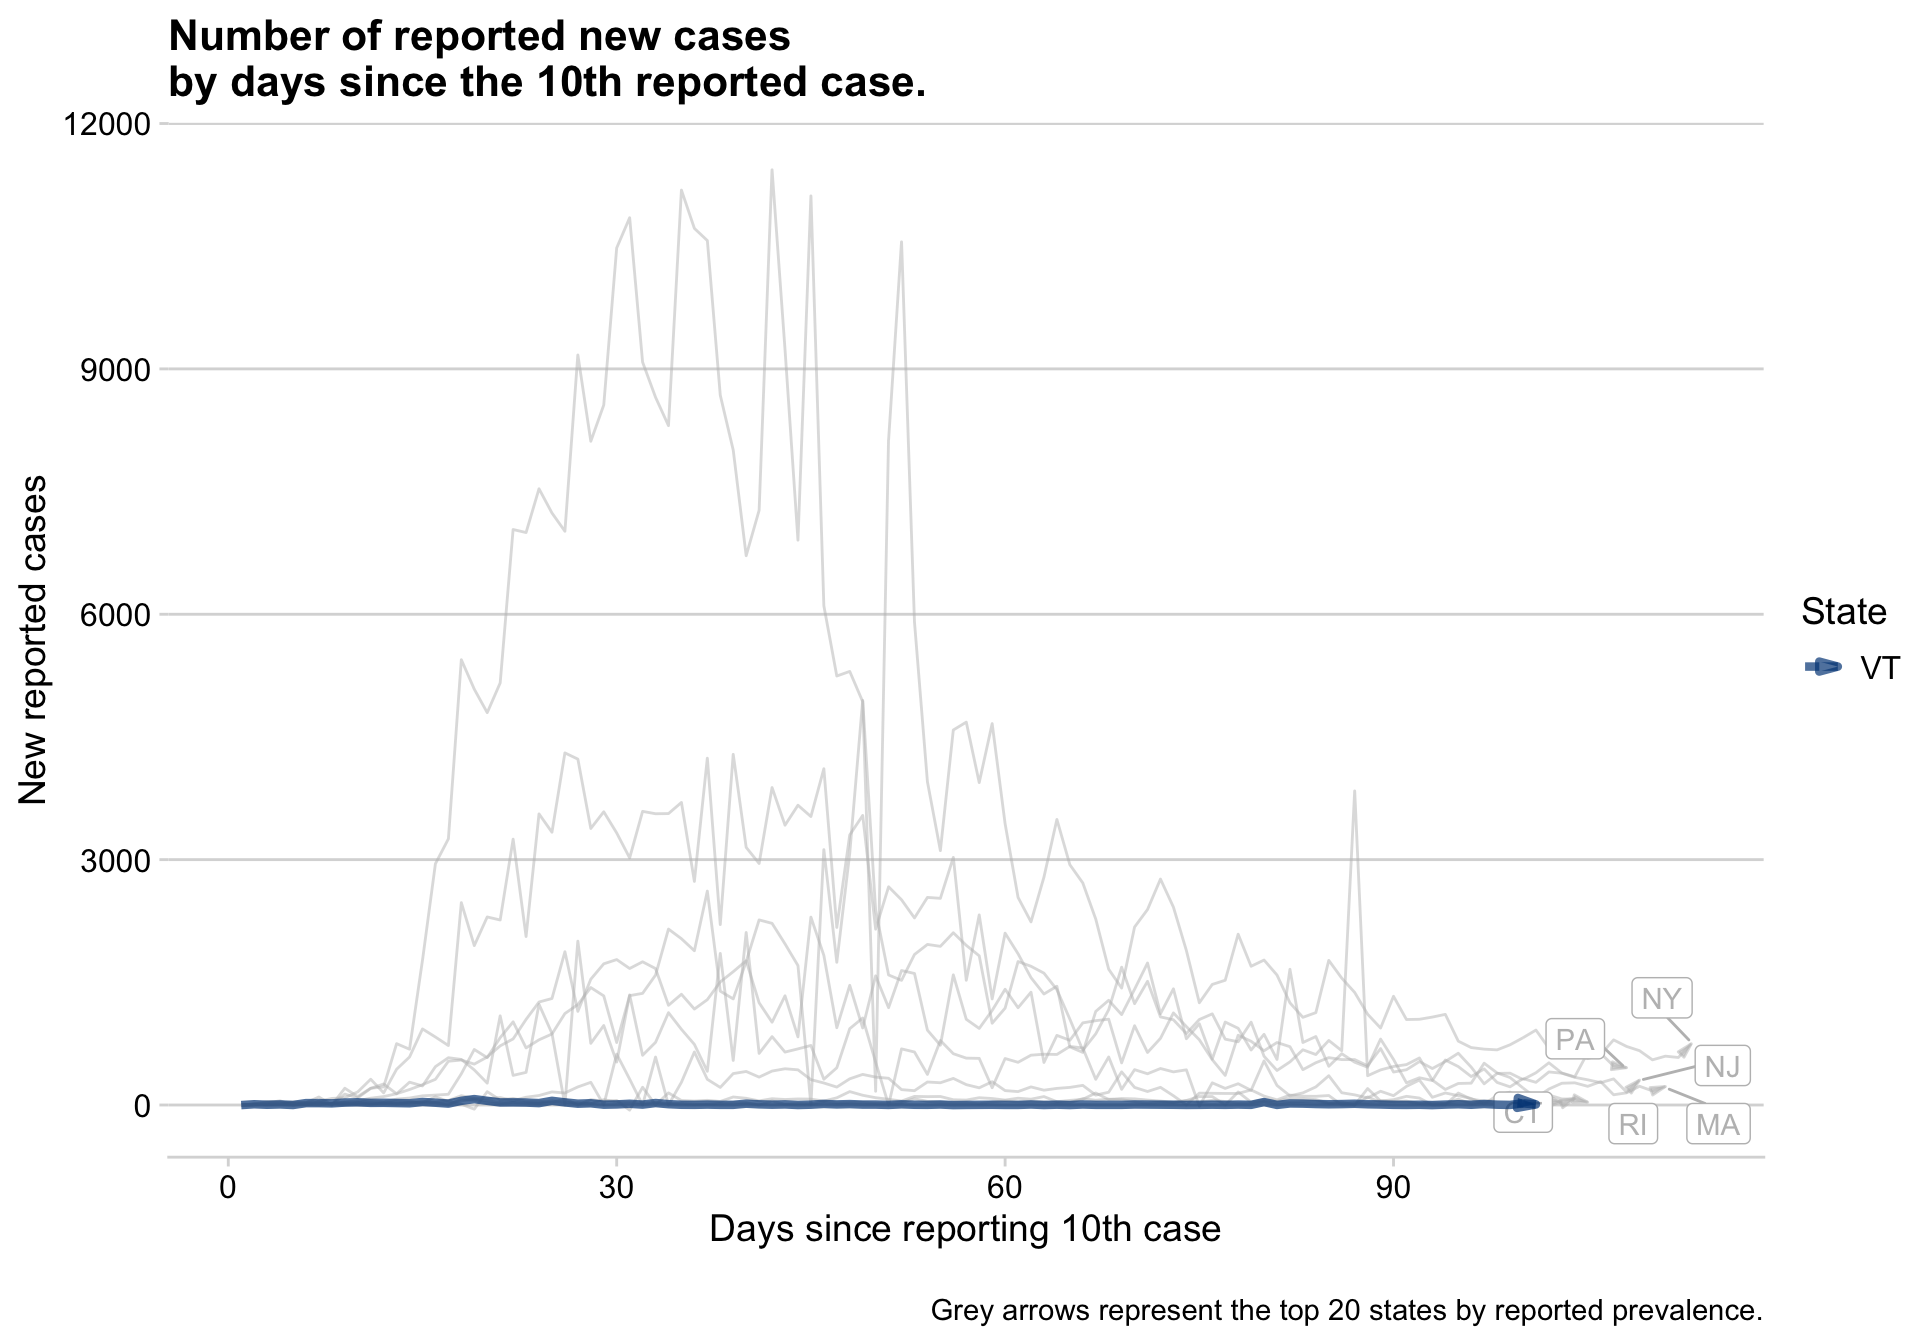 Number of reported new cases
by days since the 10th reported case.
12000
9000
6000
3000
0
New reported cases
NY
PA
NJ
CT
RI
MA
State
VT
0
30
60
90
Days since reporting 10th case
Grey arrows represent the top 20 states by reported prevalence.